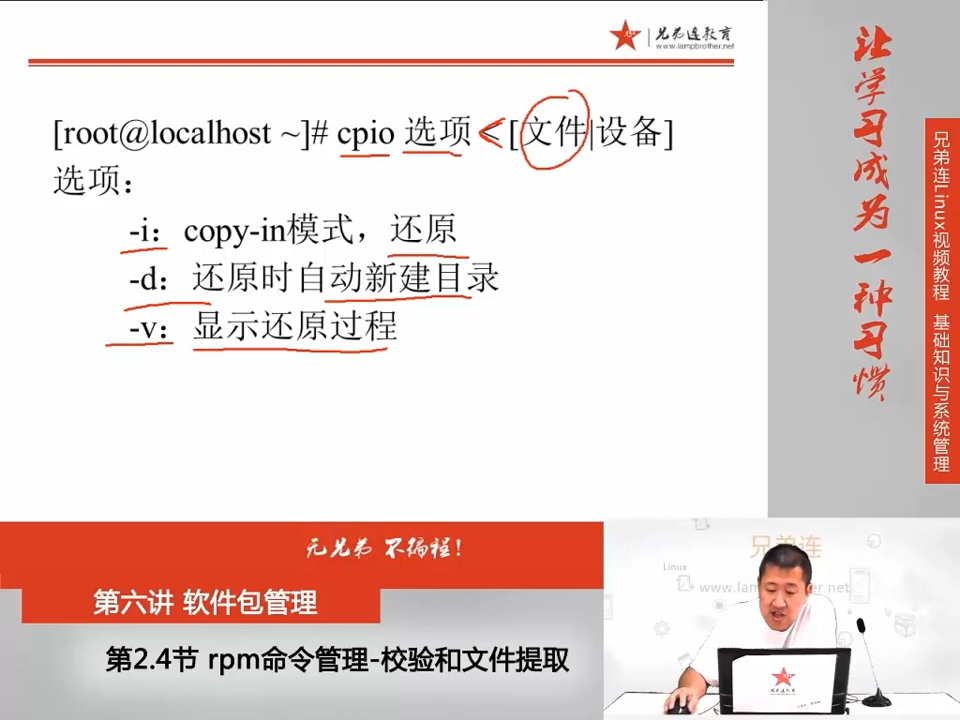 兄弟连教育
www.lampbrother.net
[root@localhost ~]# cpio 选项 < [文件|设备]
选项：
-i：copy-in模式，还原
-d：还原时自动新建目录
-v：显示还原过程
让学习成为一种习惯
兄弟连Linux视频教程 基础知识与系统管理
无兄弟 不编程！
第六讲 软件包管理
第2.4节 rpm命令管理-校验和文件提取
兄弟连
Linux
兄弟连教育